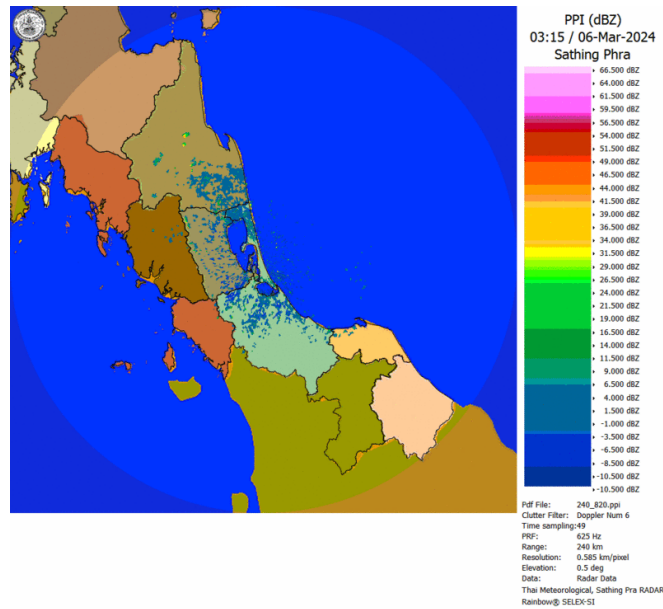 PPI (dBZ)
03:15 / 06-Mar-2024
Sathing Phra
66.500 dBZ
64.000 dBZ
61.500 dBZ
59.500 dBZ
56.500 dBZ
54.000 dBZ
51.500 dBZ
49.000 dBZ
46.500 dBZ
44.000 dBZ
41.500 dBZ
39.000 dBZ
36.500 dBZ
34.000 dBZ
31.500 dBZ
29.000 dBZ
26.500 dBZ
24.000 dBZ
21.500 dBZ
19.000 dBZ
16.500 dBZ
14.000 dBZ
11.500 dBZ
9.000 dBZ
6.500 dBZ
4.000 dBZ
1.500 dBZ
-1.000 dBZ
-3.500 dBZ
-6.500 dBZ
-8.500 dBZ
-10.500 dBZ
-10.500 dBZ
Pdf File: 240_820.ppi
Clutter Filter: Doppler Num 6
Time sampling:49
PRF: 625 Hz
Range: 240 km
Resolution: 0.585 km/pixel
Elevation: 0.5 deg
Data: Radar Data
Thai Meteorological, Sathing Pra RADAR
Rainbow® SELEX-SI